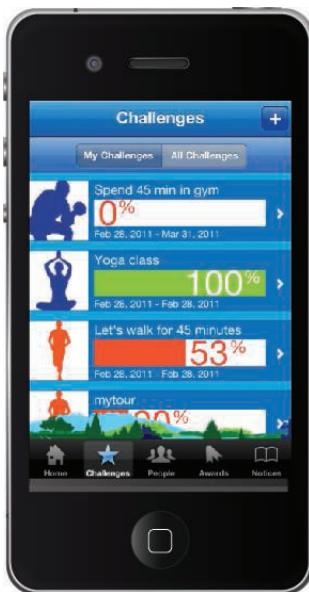 Challenges +
My Challenges All Challenges
Spend 45 min in gym
0%
Feb 28, 2011 - Mar 31, 2011
Yoga class
100%
Feb 28, 2011 - Feb 28, 2011
Let's walk for 45 minutes
53%
Feb 28, 2011 - Feb 28, 2011
mytour
Home Challenges People Awards Notices